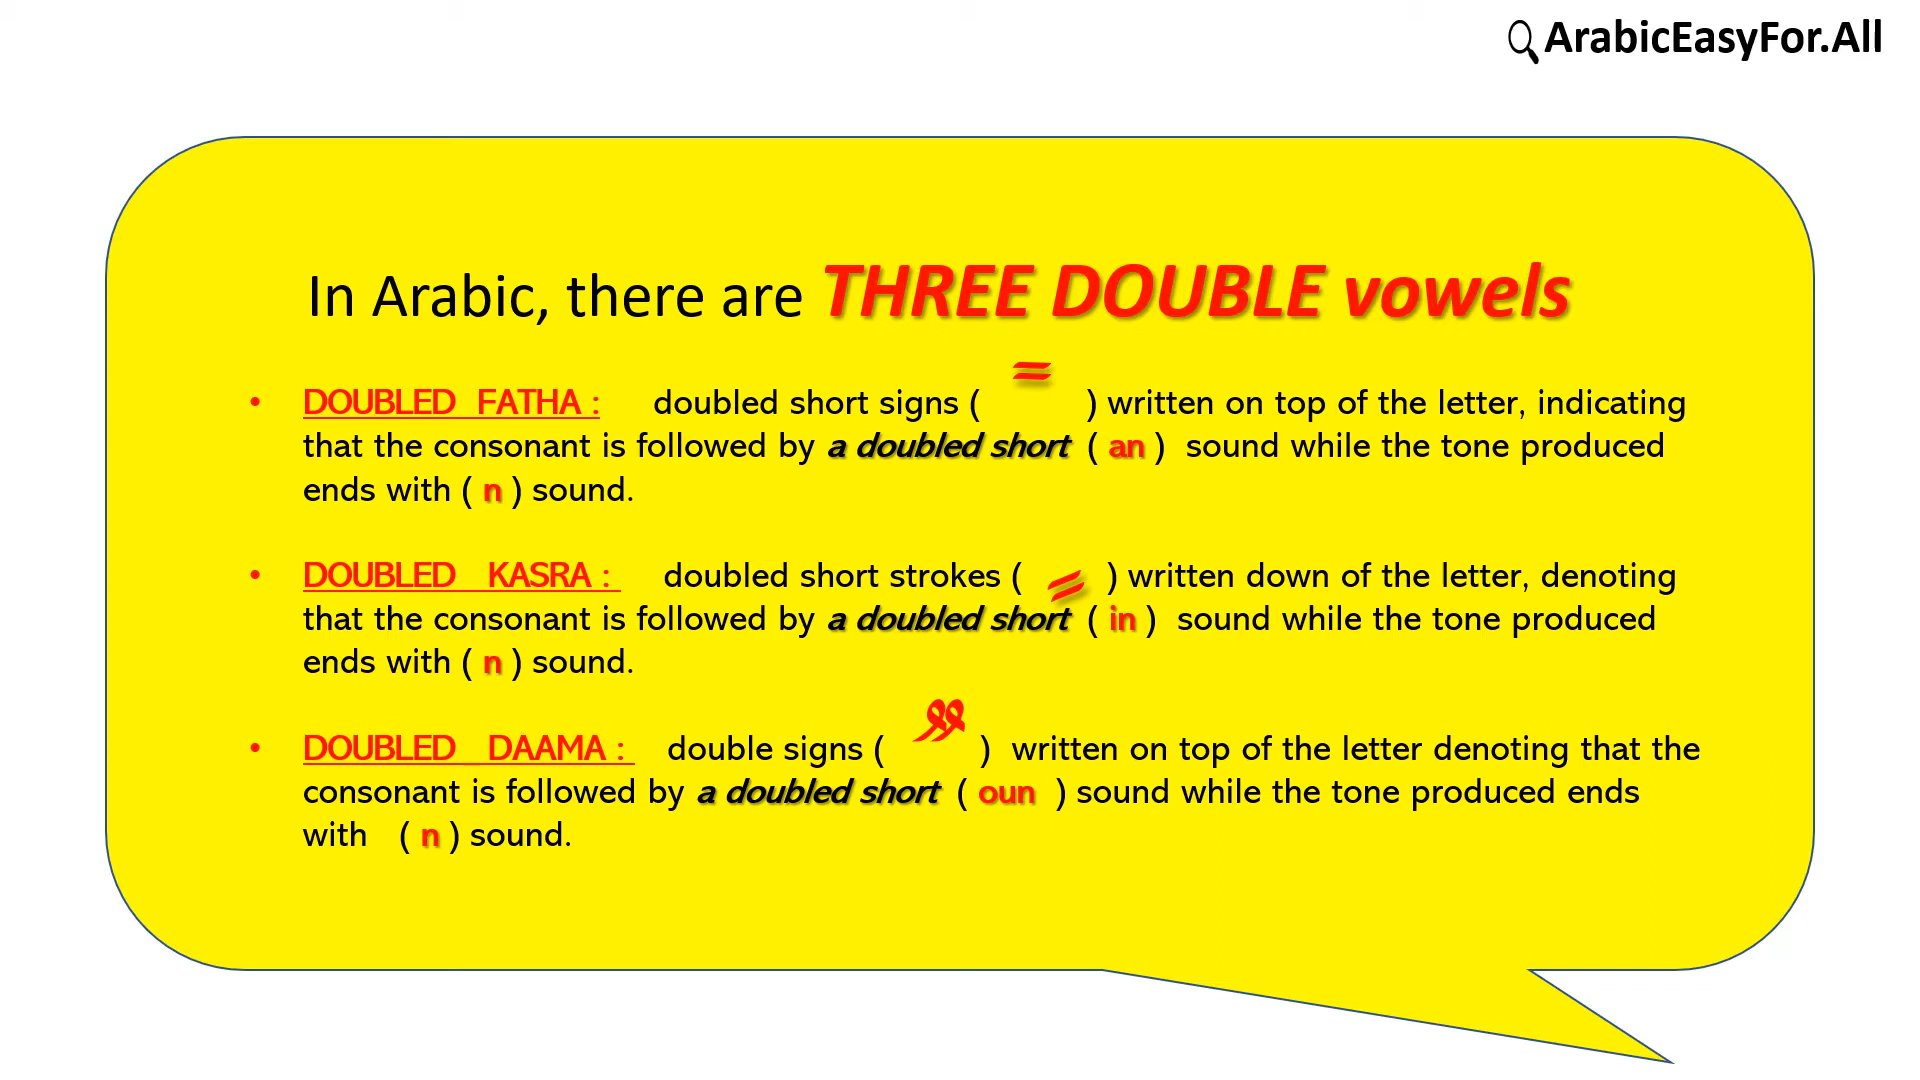 ArabicEasyFor.All
In Arabic, there are THREE DOUBLE vowels
• DOUBLED FATHA : doubled short signs ( = ) written on top of the letter, indicating
that the consonant is followed by a doubled short ( an ) sound while the tone produced
ends with ( n ) sound.
• DOUBLED KASRA : doubled short strokes ( = ) written down of the letter, denoting
that the consonant is followed by a doubled short ( in ) sound while the tone produced
ends with ( n ) sound.
• DOUBLED DAAMA : double signs ( ٌ ) written on top of the letter denoting that the
consonant is followed by a doubled short ( oun ) sound while the tone produced ends
with ( n ) sound.